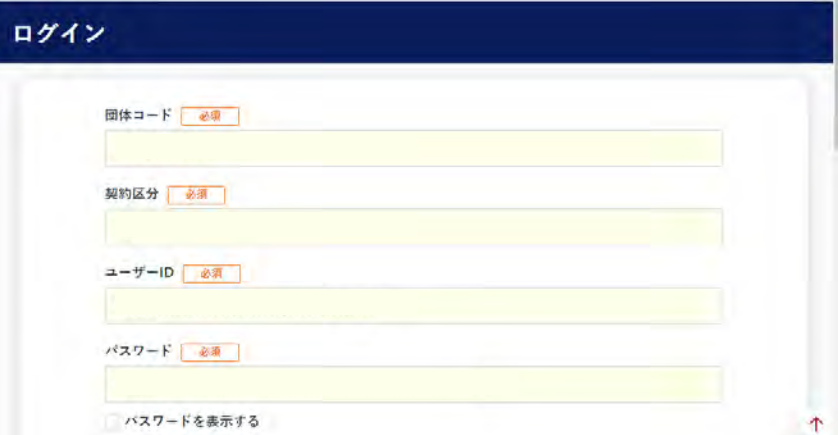 ログイン
団体コード 必須
契約区分 必須
ユーザーID 必須
パスワード 必須
パスワードを表示する